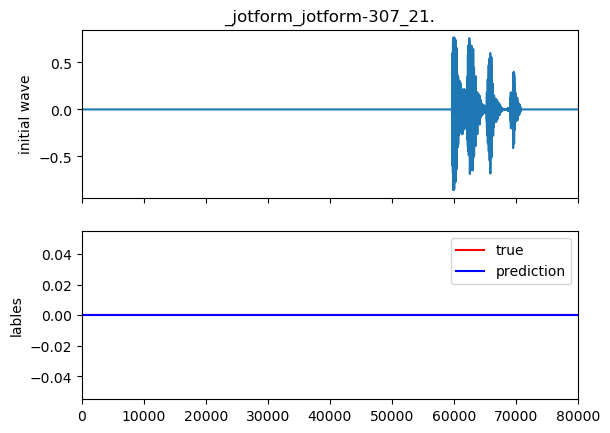 _jotform_jotform-307_21.
initial wave
0.5
0.0
−0.5
lables
0.04
0.02
0.00
−0.02
−0.04
true
prediction
0 10000 20000 30000 40000 50000 60000 70000 80000